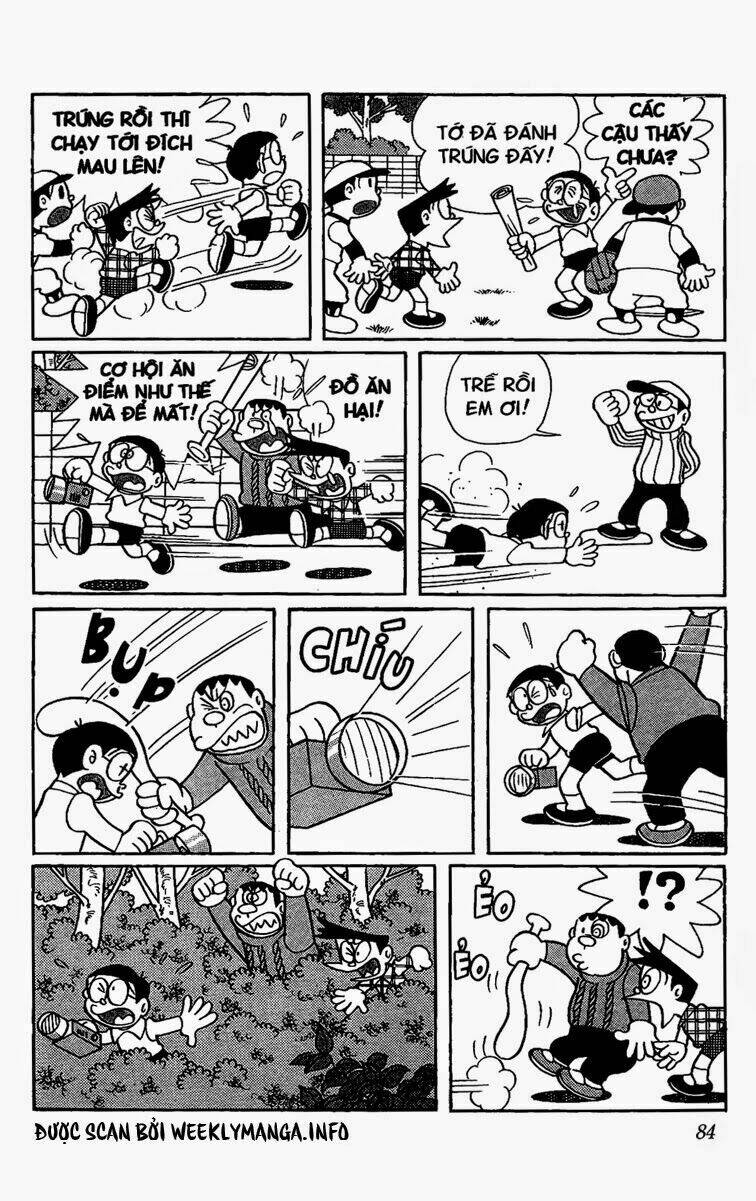 TRÚNG RỒI THÌ
CHẠY TỚI ĐÍCH
MAU LÊN!
TỚ ĐÃ ĐÁNH
TRÚNG ĐẤY!
CÁC
CẬU THẤY
CHƯA?
CƠ HỘI ĂN
ĐIỂM NHƯ THẾ
MÀ ĐỂ MẤT!
ĐỒ ĂN
HẠI!
TRẾ RỒI
EM ƠI!
BỤP
CHÍU
!?
ẺO
ẺO
ĐƯỢC SCAN BỞI WEEKLYMANGA.INFO
84